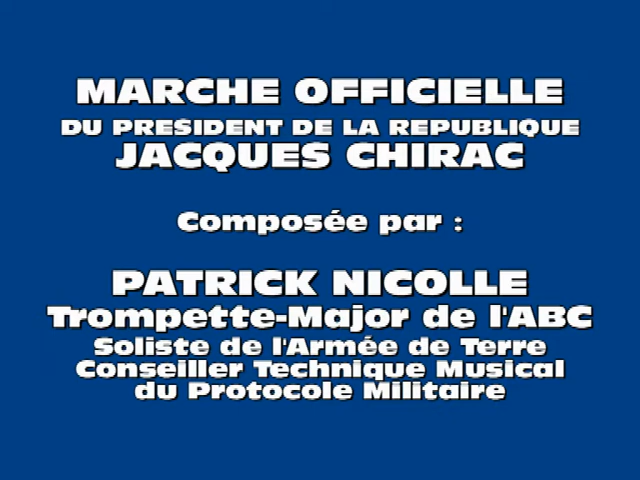 MARCHE OFFICIELLE
DU PRESIDENT DE LA REPUBLIQUE
JACQUES CHIRAC
Composée par :
PATRICK NICOLLE
Trompette-Major de l'ABC
Soliste de l'Armée de Terre
Conseiller Technique Musical
du Protocole Militaire